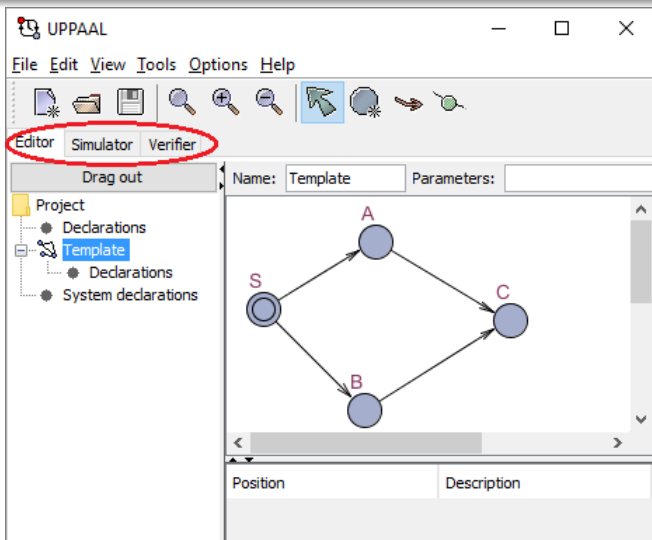 UPPAAL
File Edit View Tools Options Help
Editor Simulator Verifier
Drag out
Name: Template Parameters:
Project
Declarations
Template
Declarations
System declarations
A
S
C
B
Position Description